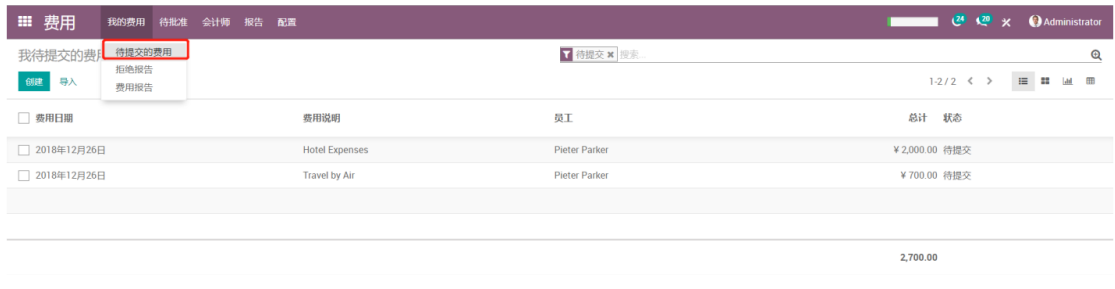 费用 我的费用 待批准 会计师 报告 配置 24 20 Administrator
我待提交的费 待提交的费用 待提交 搜索...
拒绝报告
创建 导入 费用报告 1-2 / 2
费用日期 费用说明 员工 总计 状态
2018年12月26日 Hotel Expenses Pieter Parker ¥ 2,000.00 待提交
2018年12月26日 Travel by Air Pieter Parker ¥ 700.00 待提交
2,700.00